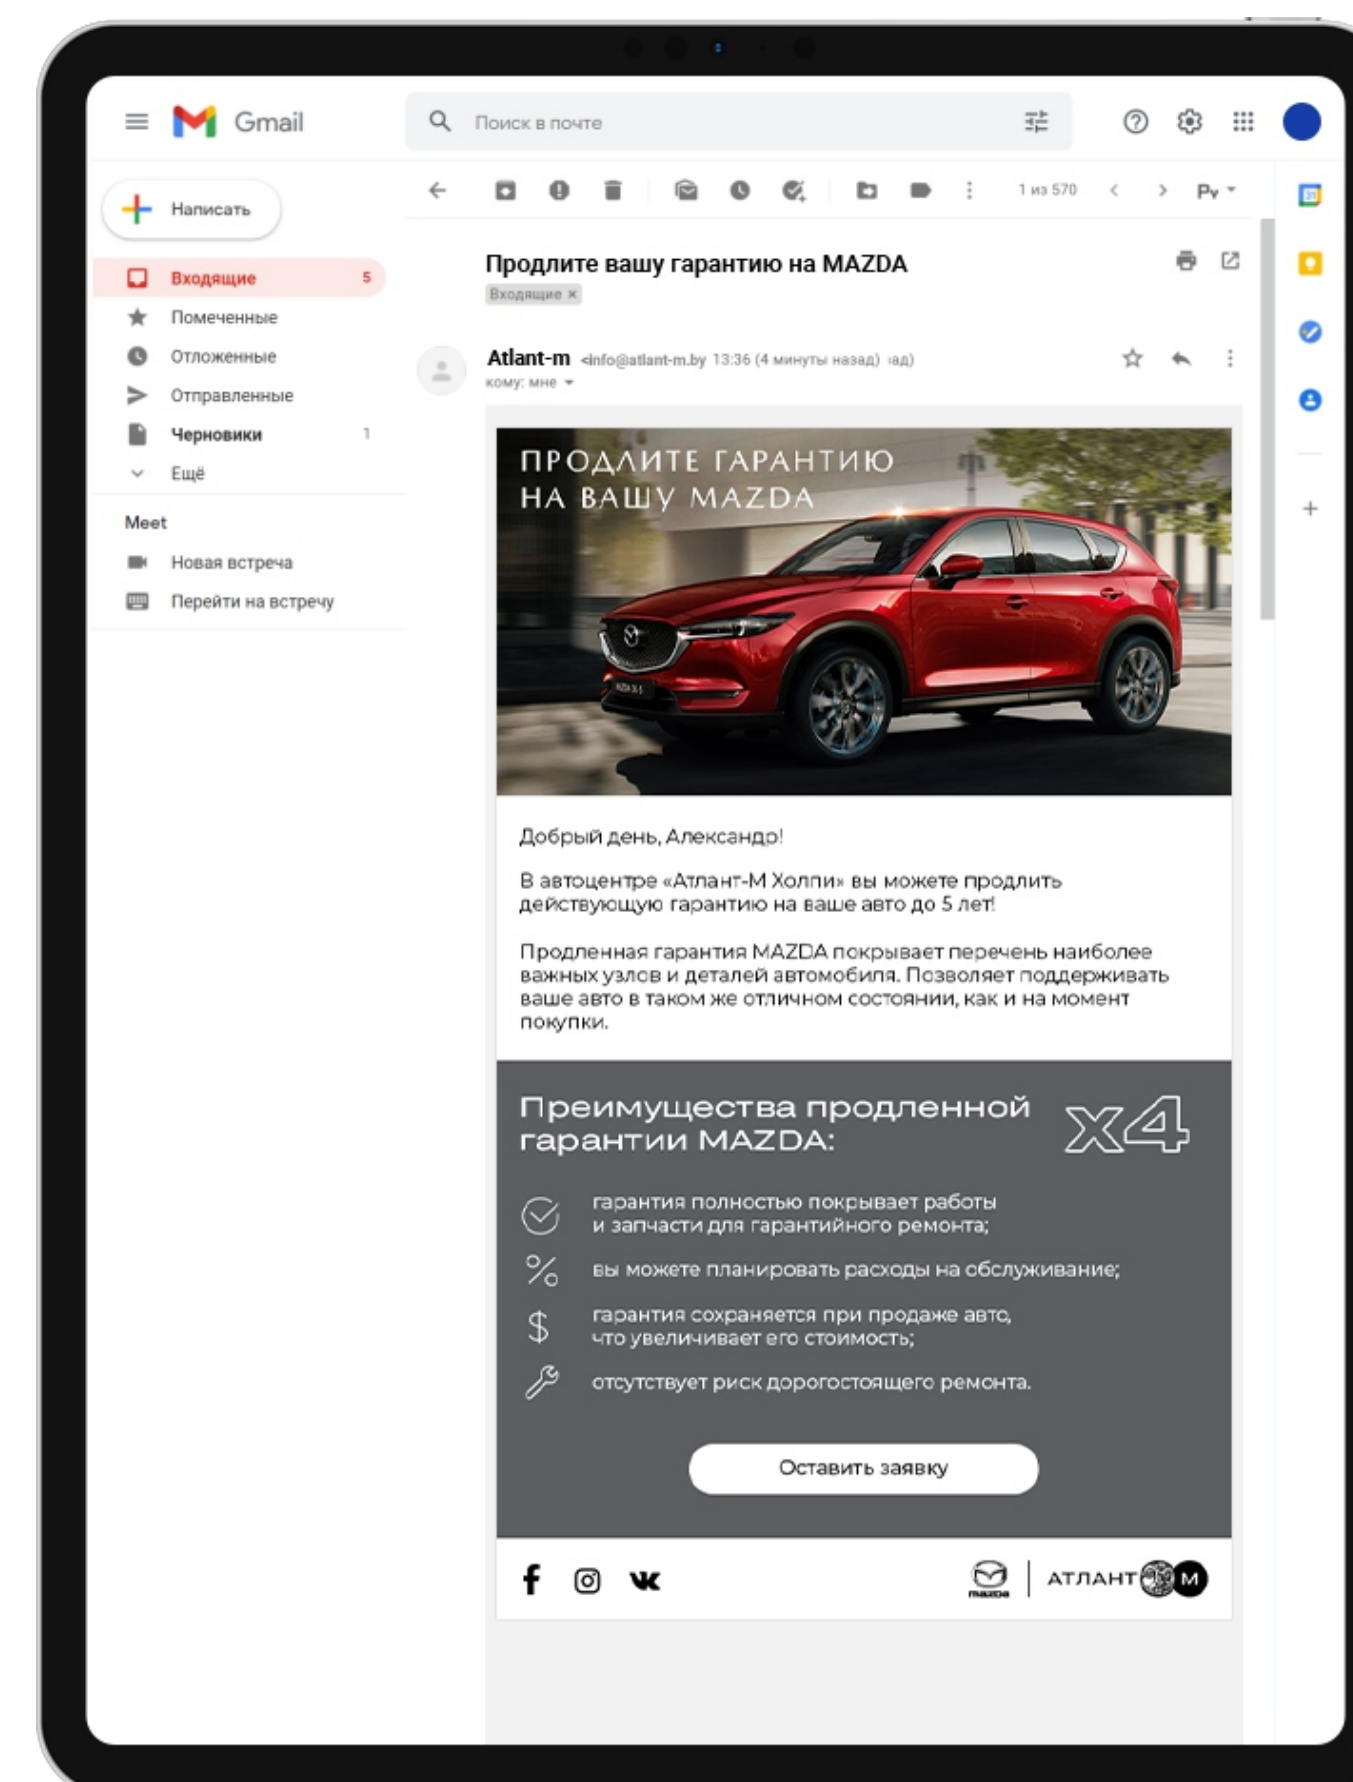 Gmail
Поиск в почте
Написать
1 из 570
Ру
Входящие 5
Помеченные
Отложенные
Отправленные
Черновики 1
Ещё
Meet
Новая встреча
Перейти на встречу
Продлите вашу гарантию на MAZDA
Входящие ×
Atlant-m <info@atlant-m.by 13:36 (4 минуты назад) зад)
кому: мне
31
ПРОДЛИТЕ ГАРАНТИЮ
НА ВАШУ MAZDA
Добрый день, Александр!
В автоцентре «Атлант-М Холпи» вы можете продлить
действующую гарантию на ваше авто до 5 лет!
Продленная гарантия MAZDA покрывает перечень наиболее
важных узлов и деталей автомобиля. Позволяет поддерживать
ваше авто в таком же отличном состоянии, как и на момент
покупки.
Преимущества продленной
гарантии MAZDA:
x4
гарантия полностью покрывает работы
и запчасти для гарантийного ремонта;
вы можете планировать расходы на обслуживание;
гарантия сохраняется при продаже авто,
что увеличивает его стоимость;
отсутствует риск дорогостоящего ремонта.
Оставить заявку
mazda
АТЛАНТ М